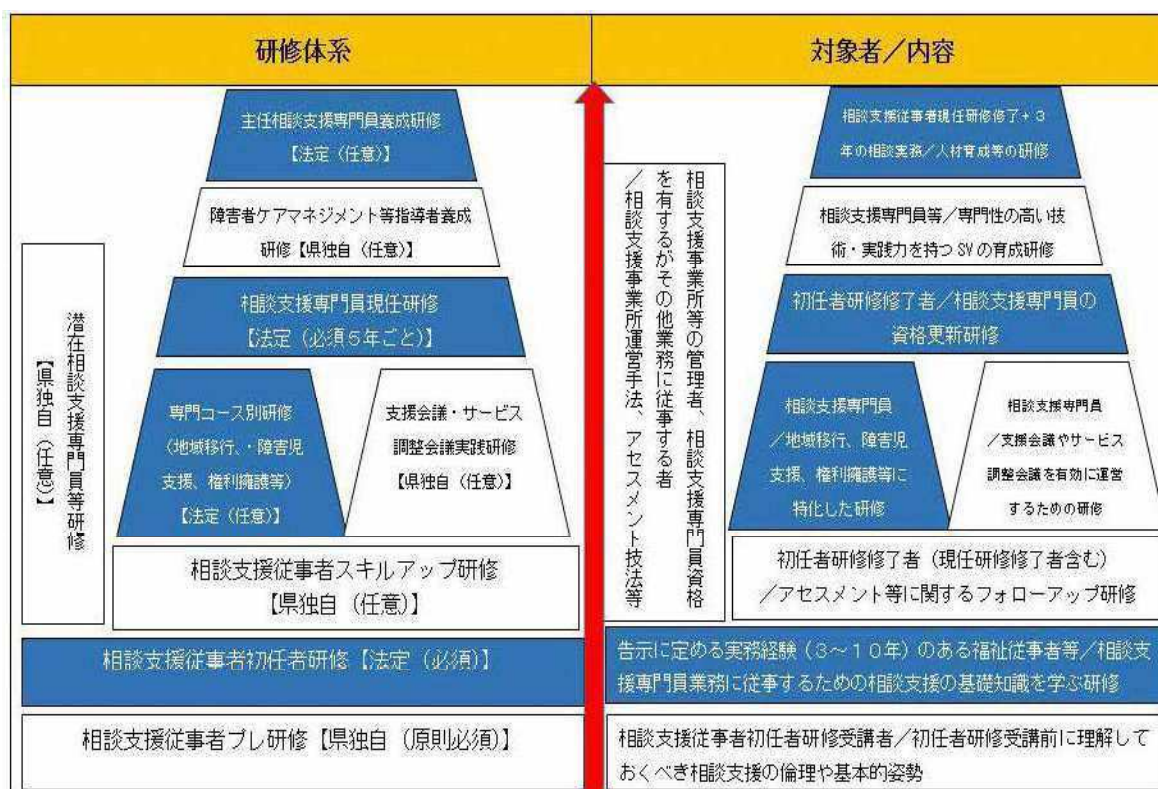 研修体系
主任相談支援専門員養成研修
【法定（任意）】
障害者ケアマネジメント等指導者養成
研修【県独自（任意）】
相談支援専門員現任研修
【法定（必須５年ごと）】
専門コース別研修
（地域移行、・障害児
支援、権利擁護等）
【法定（任意）】
支援会議・サービス
調整会議実践研修
【県独自（任意）】
潜在相談支援専門員等研修
【県独自（任意）】
相談支援従事者スキルアップ研修
【県独自（任意）】
相談支援従事者初任者研修【法定（必須）】
相談支援従事者プレ研修【県独自（原則必須）】
対象者／内容
相談支援従事者現任研修修了＋３
年の相談実務／人材育成等の研修
相談支援専門員等／専門性の高い技
術・実践力を持つSVの育成研修
初任者研修修了者／相談支援専門員の
資格更新研修
相談支援専門員
／地域移行、障害児
支援、権利擁護等に
特化した研修
相談支援専門員
／支援会議やサービス
調整会議を有効に運営
するための研修
相談支援事業所等の管理者、相談支援専門員資格
を有するがその他業務に従事する者
／相談支援事業所運営手法、アセスメント技法等
初任者研修修了者（現任研修修了者含む）
／アセスメント等に関するフォローアップ研修
告示に定める実務経験（３～１０年）のある福祉従事者等／相談支
援専門員業務に従事するための相談支援の基礎知識を学ぶ研修
相談支援従事者初任者研修受講者／初任者研修受講前に理解して
おくべき相談支援の倫理や基本的姿勢